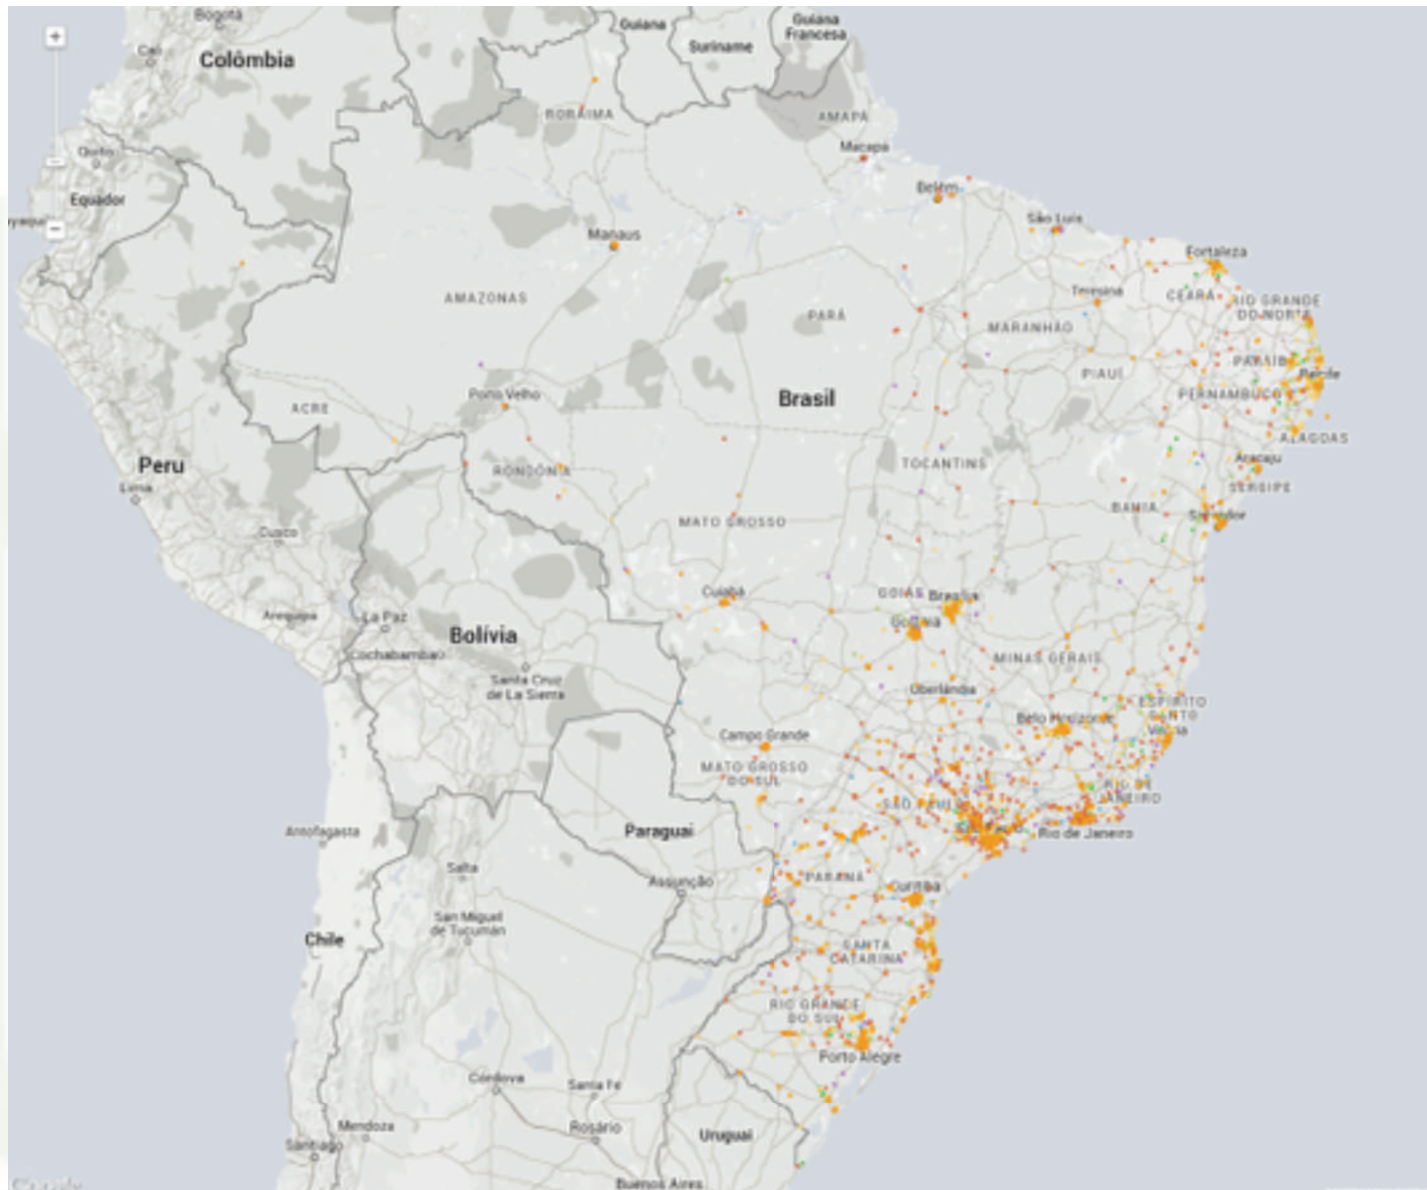 Bogotá
Cali
Colômbia
Guiana
Suriname
Guiana
Francesa
RORAIMA
AMAPÁ
Macapá
Quito
Equador
Belém
São Luís
Manaus
Fortaleza
AMAZONAS
PARÁ
Teresina
CEARÁ
RIO GRANDE
DO NORTE
MARANHÃO
PARAÍB
Recife
PIAUÍ
Brasil
PERNAMBUCO
Porto Velho
ACRE
ALAGOAS
Peru
Lima
RONDÔNIA
TOCANTINS
Aracaju
SERGIPE
BAHIA
Salvador
MATO GROSSO
Cusco
Cuiabá
GOIÁS
Brasília
Goiânia
Arequipa
La Paz
Bolívia
Cochabamba
MINAS GERAIS
Santa Cruz
de La Sierra
Uberlândia
ESPÍRITO
SANTO
Belo Horizonte
Vitória
Campo Grande
MATO GROSSO
DO SUL
RIO DE
JANEIRO
SÃO PAULO
Antofagasta
Paraguai
Rio de Janeiro
Salta
Assunção
PARANÁ
Curitiba
San Miguel
de Tucumán
Chile
SANTA
CATARINA
RIO GRANDE
DO SUL
Porto Alegre
Córdova
Santa Fé
Mendoza
Rosário
Uruguai
Santiago
Buenos Aires
Google